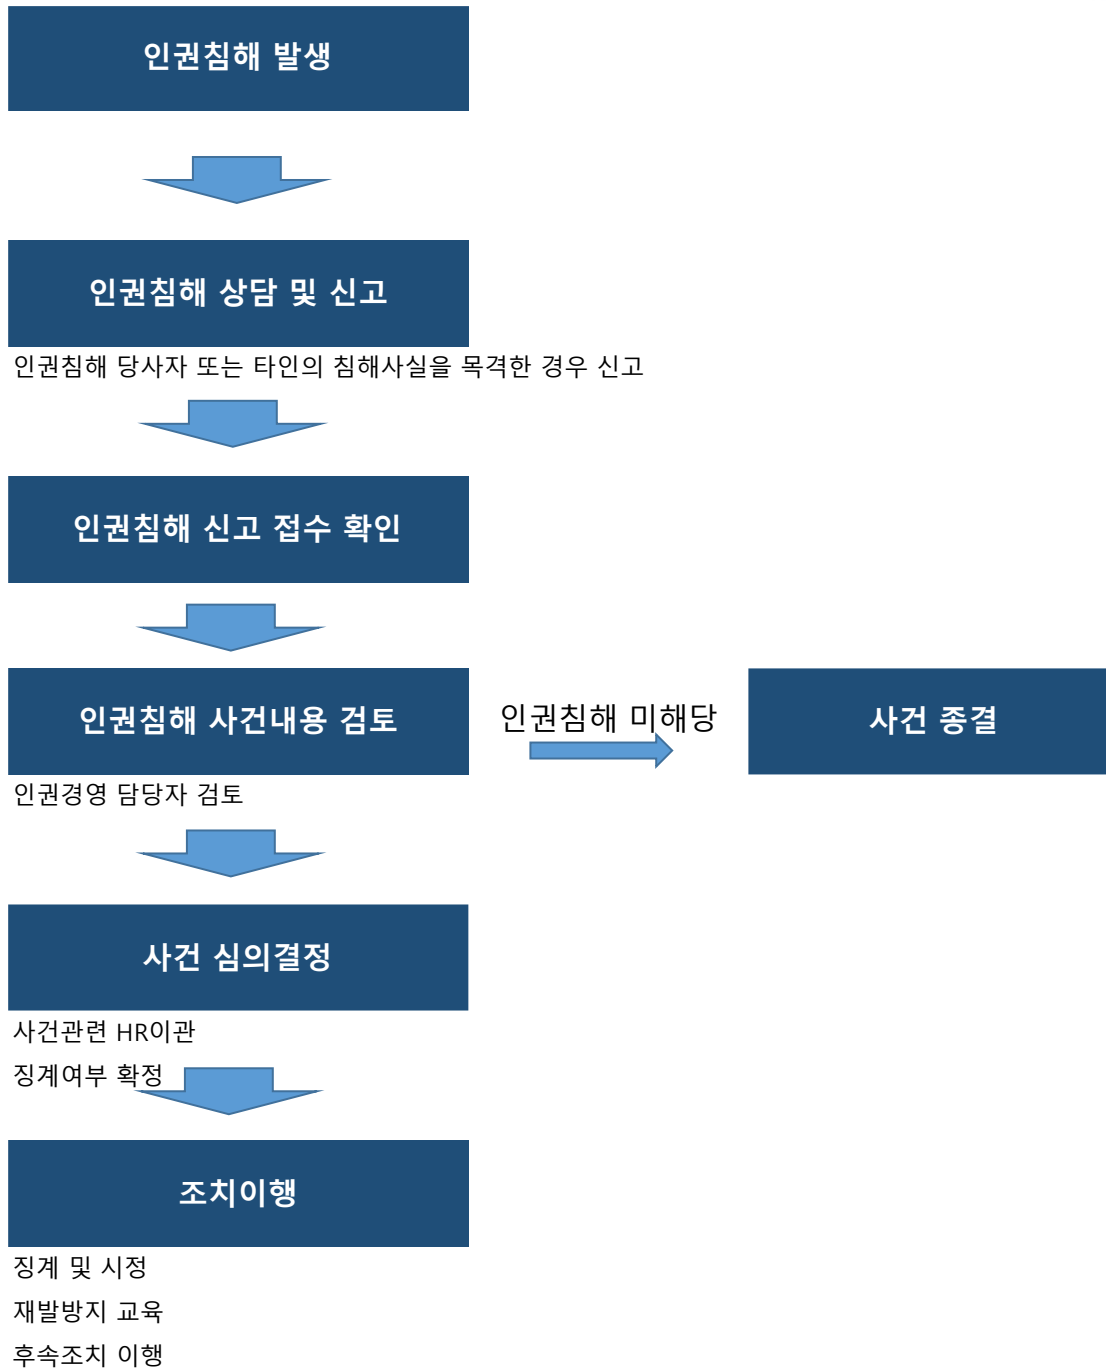 인권침해 발생
인권침해 상담 및 신고
인권침해 당사자 또는 타인의 침해사실을 목격한 경우 신고
인권침해 신고 접수 확인
인권침해 사건내용 검토
인권침해 미해당
사건 종결
인권경영 담당자 검토
사건 심의결정
사건관련 HR이관
징계여부 확정
조치이행
징계 및 시정
재발방지 교육
후속조치 이행